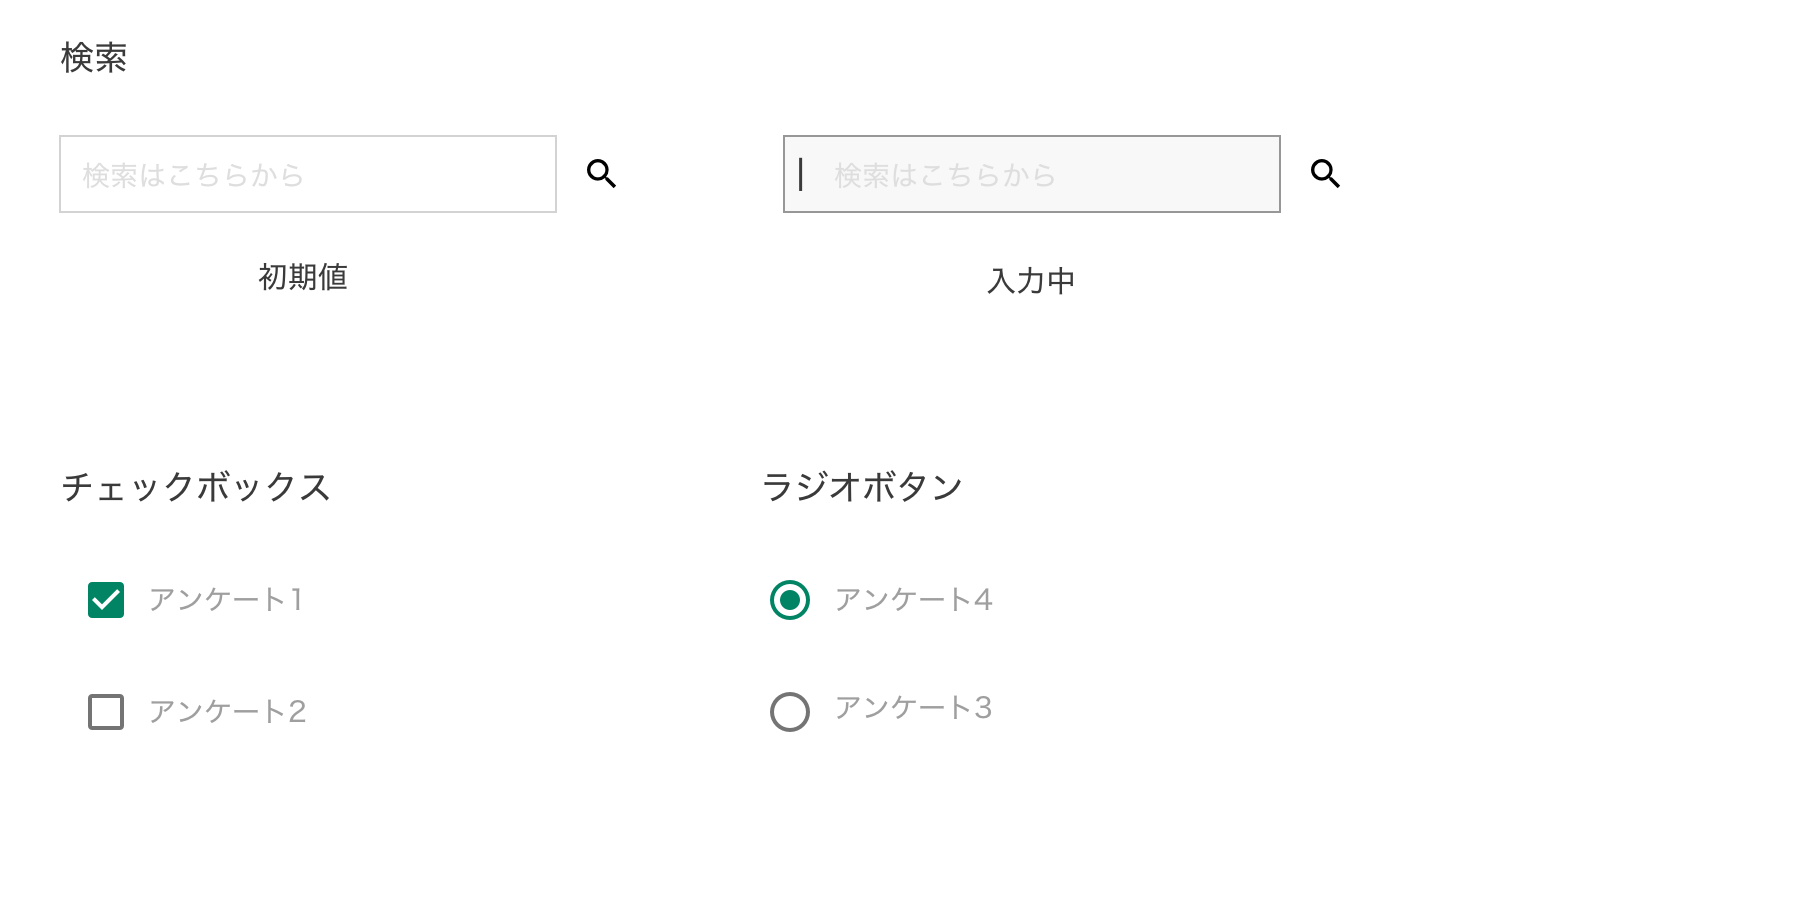 検索
検索はこちらから
検索はこちらから
初期値
入力中
チェックボックス
ラジオボタン
アンケート1
アンケート4
アンケート2
アンケート3